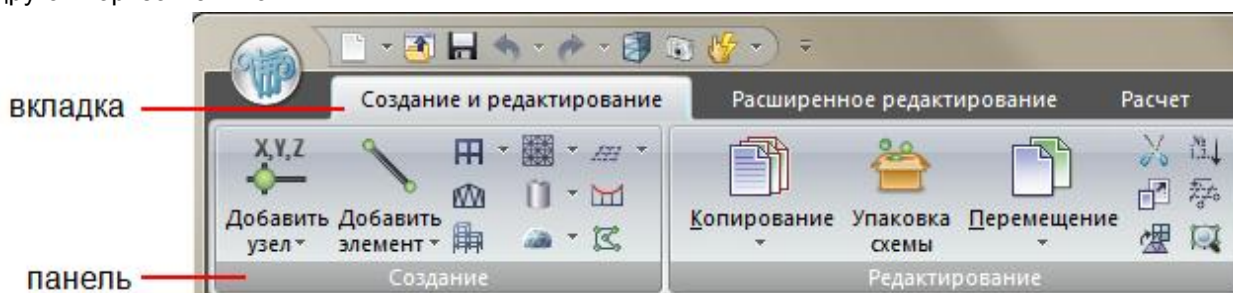 вкладка
Создание и редактирование Расширенное редактирование Расчет
X,Y,Z
Добавить узел
Добавить элемент
Копирование
Упаковка схемы
Перемещение
панель
Создание
Редактирование